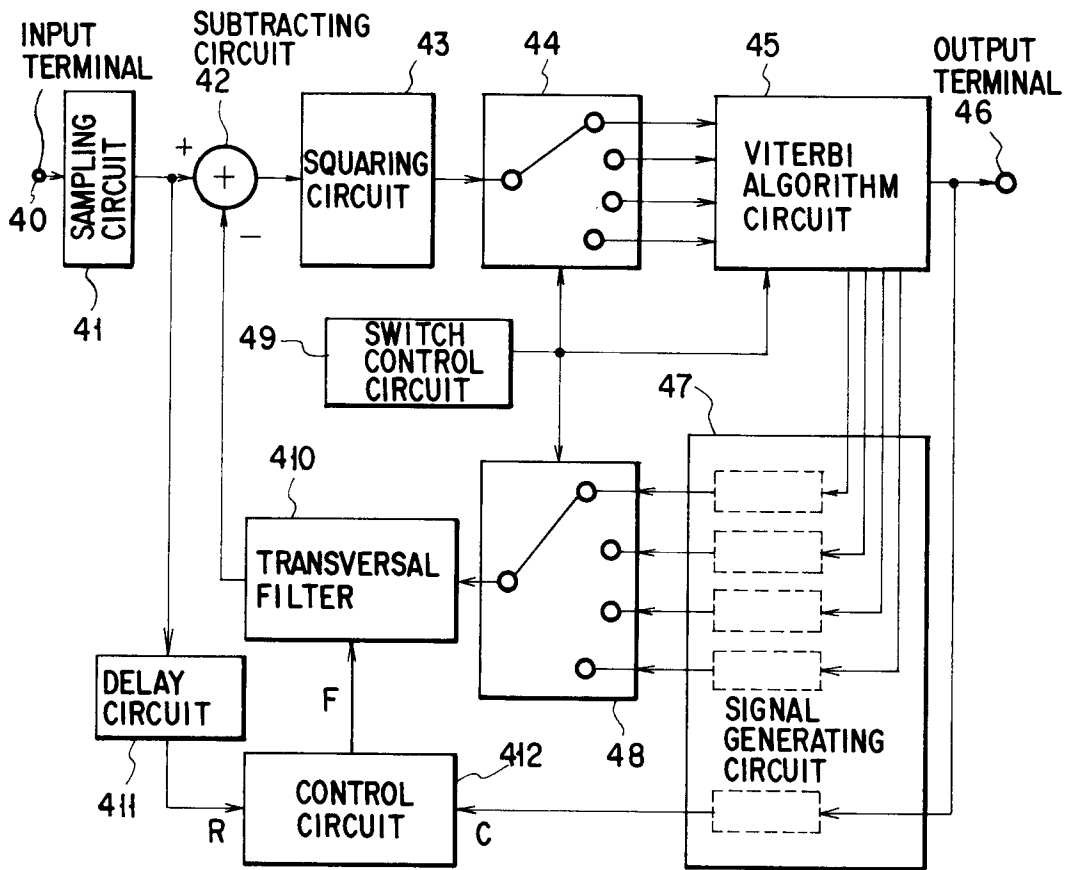 INPUT
TERMINAL
SUBTRACTING
CIRCUIT
42
43
44
45
OUTPUT
TERMINAL
46
SAMPLING
CIRCUIT
40
41
+
+
−
SQUARING
CIRCUIT
VITERBI
ALGORITHM
CIRCUIT
49
SWITCH
CONTROL
CIRCUIT
47
410
TRANSVERSAL
FILTER
DELAY
CIRCUIT
411
F
R
412
CONTROL
CIRCUIT
C
48
SIGNAL
GENERATING
CIRCUIT